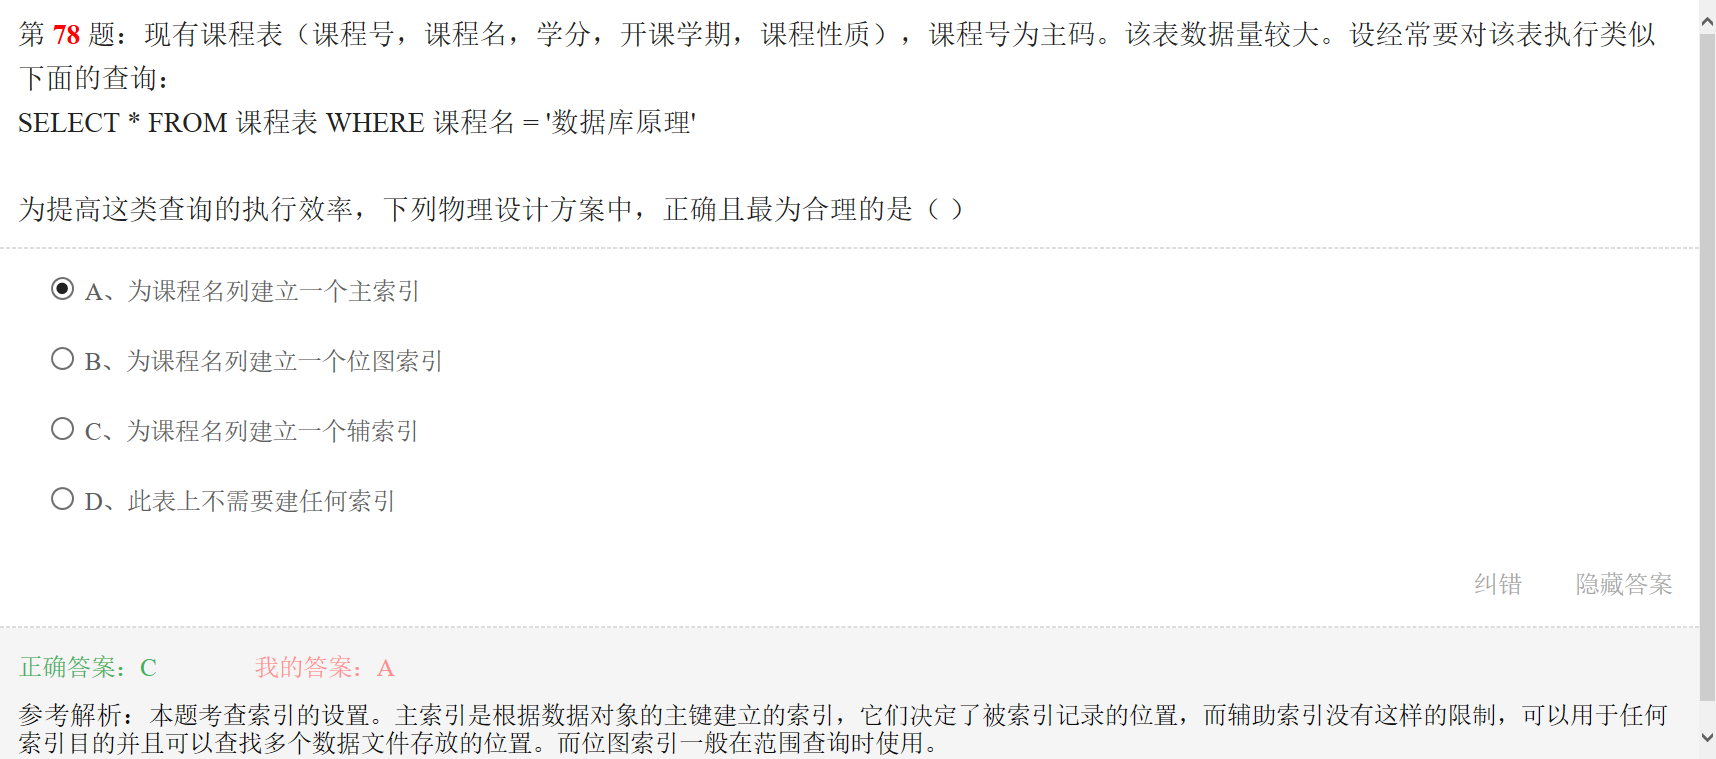 第 78 题：现有课程表（课程号，课程名，学分，开课学期，课程性质），课程号为主码。该表数据量较大。设经常要对该表执行类似
下面的查询：
SELECT * FROM 课程表 WHERE 课程名 = '数据库原理'
为提高这类查询的执行效率，下列物理设计方案中，正确且最为合理的是（ ）
A、为课程名列建立一个主索引
B、为课程名列建立一个位图索引
C、为课程名列建立一个辅索引
D、此表上不需要建任何索引
纠错 隐藏答案
正确答案：C 我的答案：A
参考解析：本题考查索引的设置。主索引是根据数据对象的主键建立的索引，它们决定了被索引记录的位置，而辅助索引没有这样的限制，可以用于任何
索引目的并且可以查找多个数据文件存放的位置。而位图索引一般在范围查询时使用。